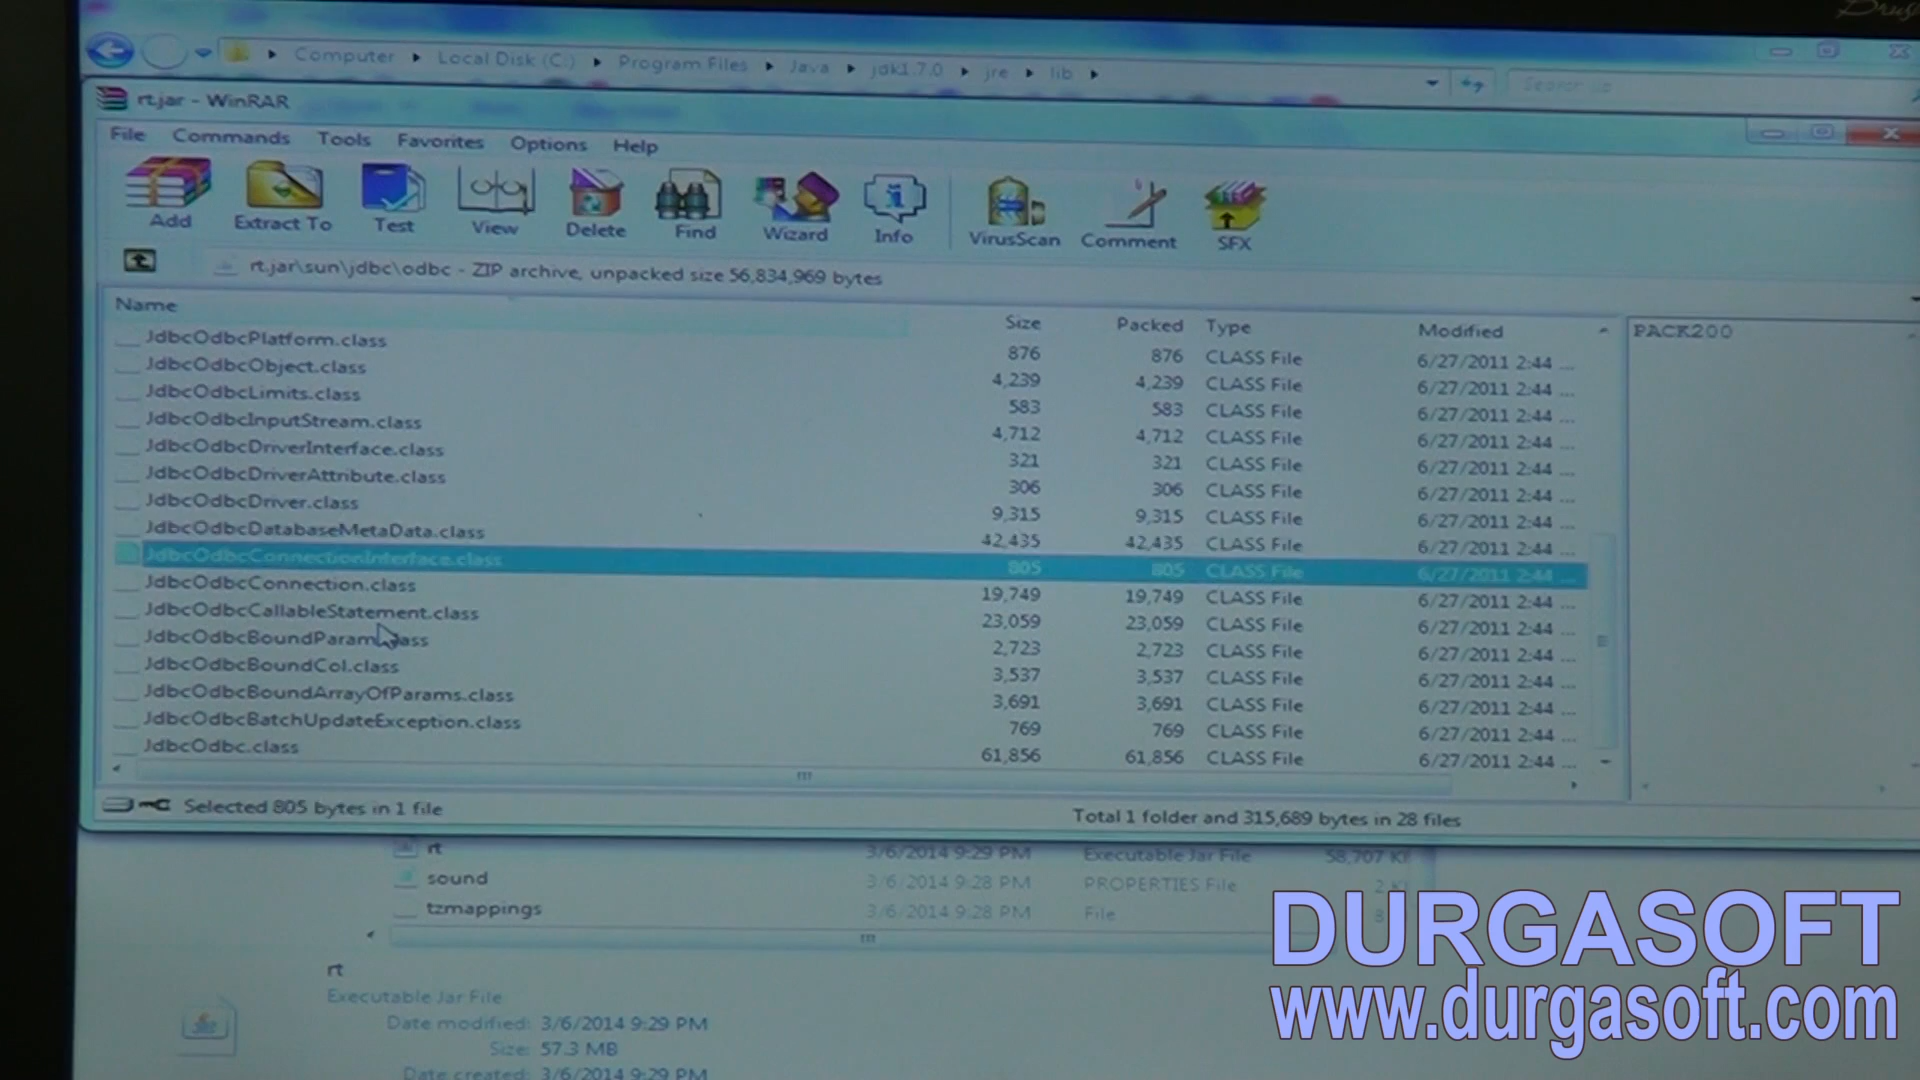 Computer ▸ Local Disk (C:) ▸ Program Files ▸ Java ▸ jdk1.7.0 ▸ jre ▸ lib ▸
rt.jar - WinRAR
File Commands Tools Favorites Options Help
Add Extract To Test View Delete Find Wizard Info VirusScan Comment SFX
rt.jar\sun\jdbc\odbc - ZIP archive, unpacked size 56,834,969 bytes
Name Size Packed Type Modified
PACK200
JdbcOdbcPlatform.class 876 876 CLASS File 6/27/2011 2:44 ...
JdbcOdbcObject.class 4,239 4,239 CLASS File 6/27/2011 2:44 ...
JdbcOdbcLimits.class 583 583 CLASS File 6/27/2011 2:44 ...
JdbcOdbcInputStream.class 4,712 4,712 CLASS File 6/27/2011 2:44 ...
JdbcOdbcDriverInterface.class 321 321 CLASS File 6/27/2011 2:44 ...
JdbcOdbcDriverAttribute.class 306 306 CLASS File 6/27/2011 2:44 ...
JdbcOdbcDriver.class 9,315 9,315 CLASS File 6/27/2011 2:44 ...
JdbcOdbcDatabaseMetaData.class 42,435 42,435 CLASS File 6/27/2011 2:44 ...
JdbcOdbcConnectionInterface.class 805 805 CLASS File 6/27/2011 2:44 ...
JdbcOdbcConnection.class 19,749 19,749 CLASS File 6/27/2011 2:44 ...
JdbcOdbcCallableStatement.class 23,059 23,059 CLASS File 6/27/2011 2:44 ...
JdbcOdbcBoundParam.class 2,723 2,723 CLASS File 6/27/2011 2:44 ...
JdbcOdbcBoundCol.class 3,537 3,537 CLASS File 6/27/2011 2:44 ...
JdbcOdbcBoundArrayOfParams.class 3,691 3,691 CLASS File 6/27/2011 2:44 ...
JdbcOdbcBatchUpdateException.class 769 769 CLASS File 6/27/2011 2:44 ...
JdbcOdbc.class 61,856 61,856 CLASS File 6/27/2011 2:44 ...
Selected 805 bytes in 1 file Total 1 folder and 315,689 bytes in 28 files
rt 3/6/2014 9:29 PM Executable Jar File 58,707
sound 3/6/2014 9:28 PM PROPERTIES File 2
tzmappings 3/6/2014 9:28 PM File 8
rt
Executable Jar File
Date modified: 3/6/2014 9:29 PM
Size: 57.3 MB
Date created: 3/6/2014 9:29 PM
DURGASOFT
www.durgasoft.com